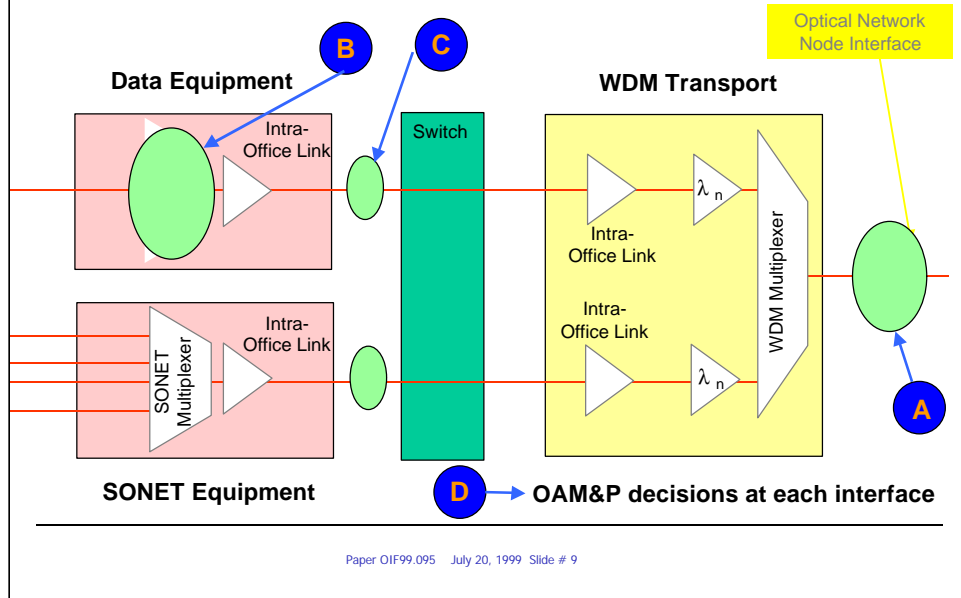 Optical Network
Node Interface
B
C
Data Equipment
WDM Transport
Intra-
Office Link
Switch
λ n
Intra-
Office Link
WDM Multiplexer
Intra-
Office Link
Intra-
Office Link
SONET
Multiplexer
λ n
A
SONET Equipment
D
OAM&P decisions at each interface
Paper OIF99.095 July 20, 1999 Slide # 9